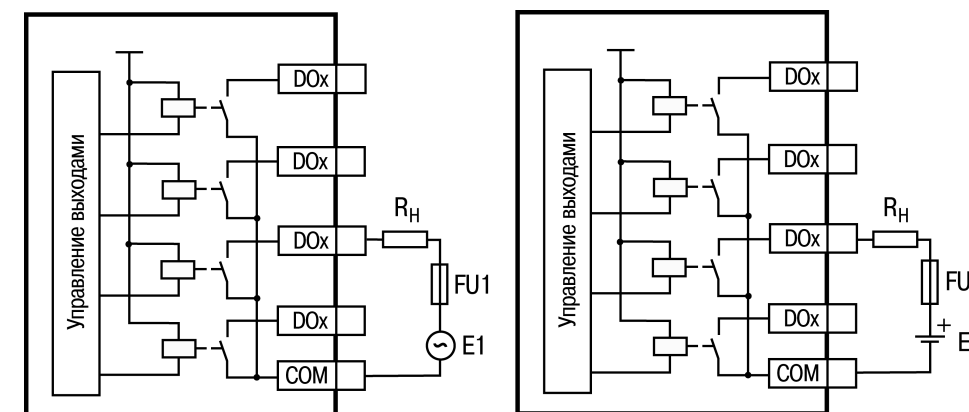 Управление выходами
DOx
DOx
DOx
DOx
COM
RH
FU1
E1
Управление выходами
DOx
DOx
DOx
DOx
COM
RH
FU
+
E